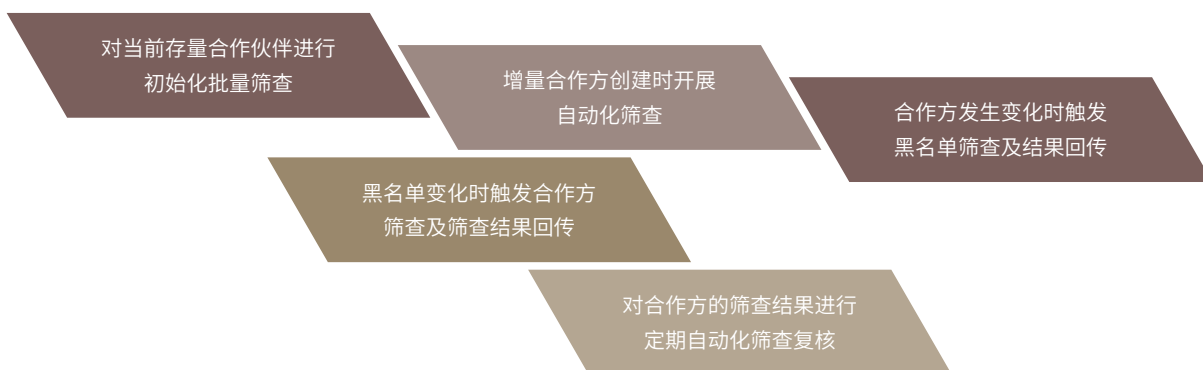 对当前存量合作伙伴进行
初始化批量筛查
增量合作方创建时开展
自动化筛查
合作方发生变化时触发
黑名单筛查及结果回传
黑名单变化时触发合作方
筛查及筛查结果回传
对合作方的筛查结果进行
定期自动化筛查复核